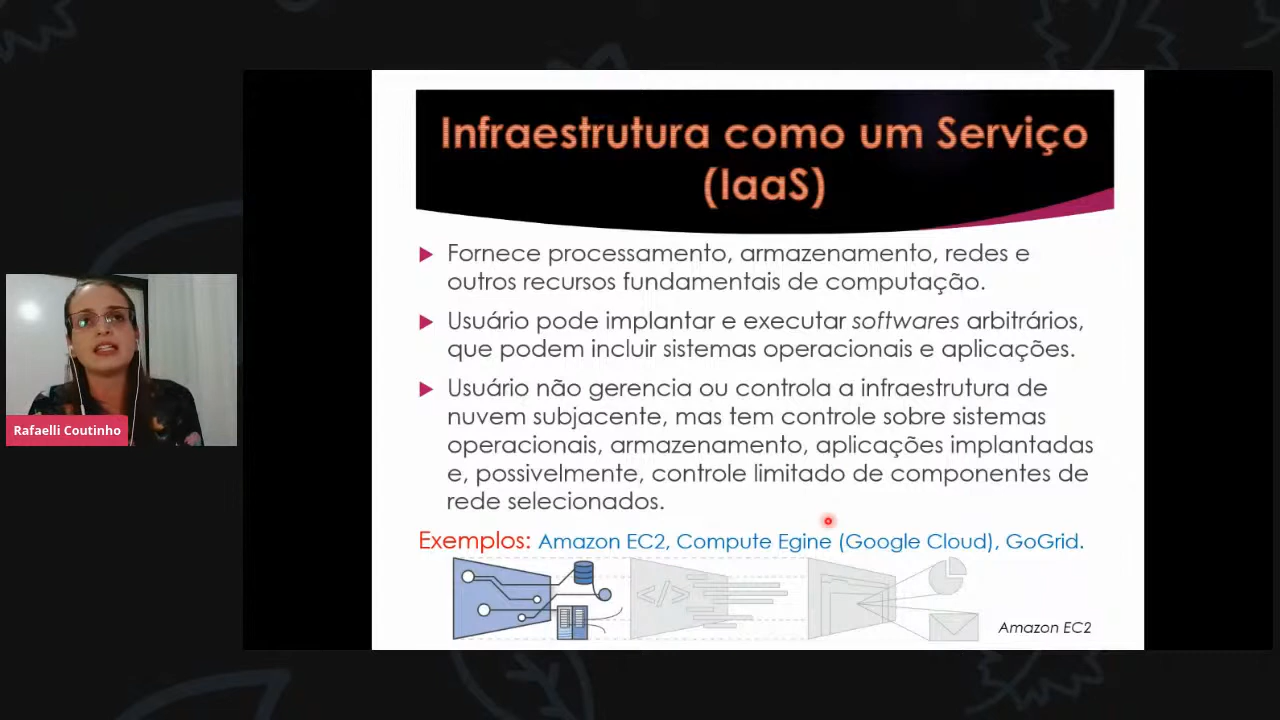 Infraestrutura como um Serviço
(IaaS)
Fornece processamento, armazenamento, redes e
outros recursos fundamentais de computação.
Usuário pode implantar e executar softwares arbitrários,
que podem incluir sistemas operacionais e aplicações.
Usuário não gerencia ou controla a infraestrutura de
nuvem subjacente, mas tem controle sobre sistemas
operacionais, armazenamento, aplicações implantadas
e, possivelmente, controle limitado de componentes de
rede selecionados.
Exemplos: Amazon EC2, Compute Egine (Google Cloud), GoGrid.
</>
Amazon EC2
Rafaelli Coutinho